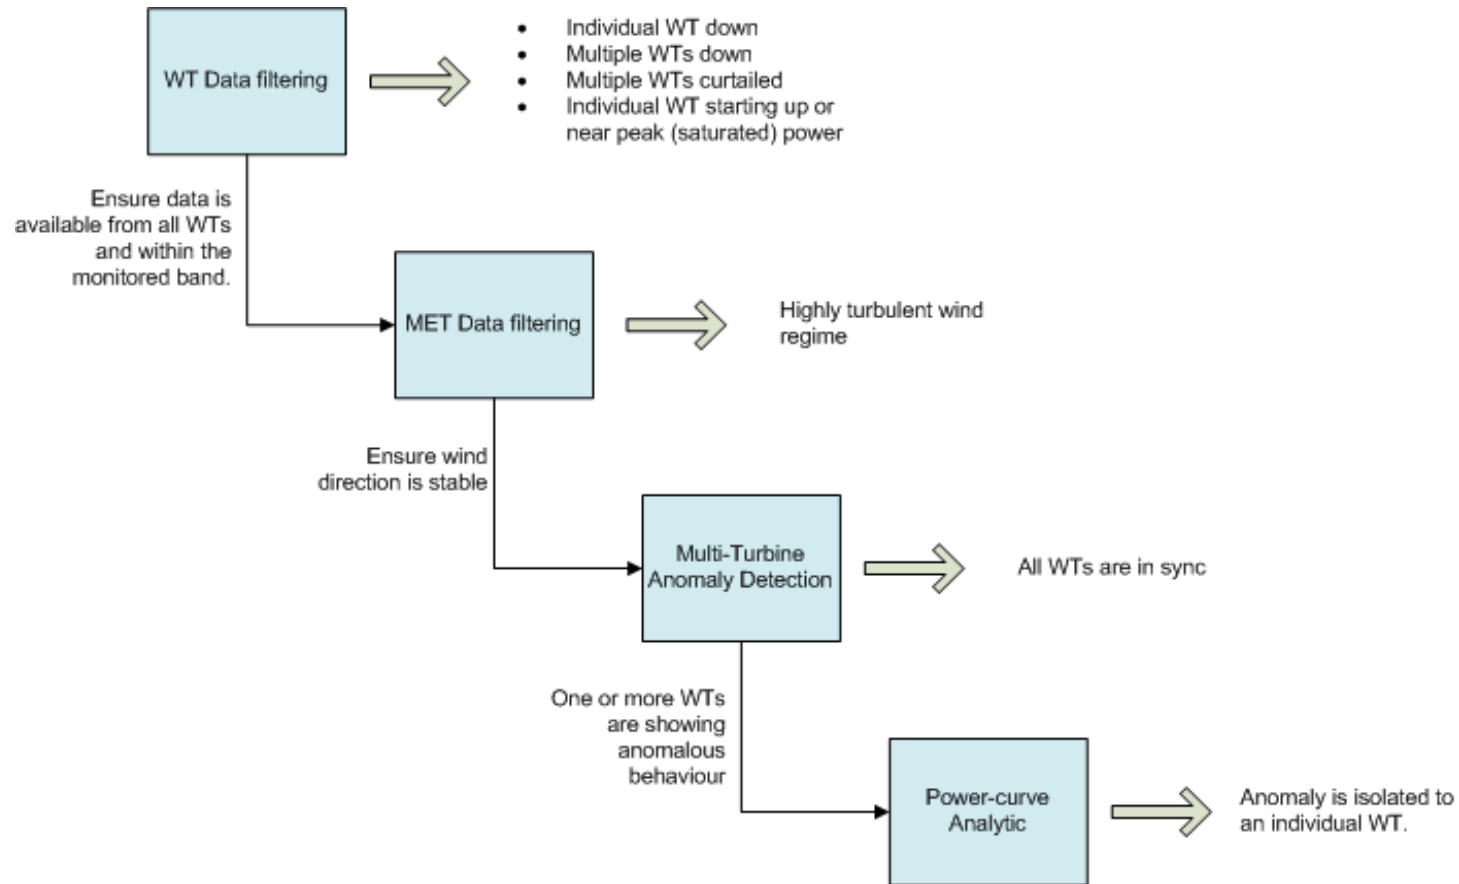 WT Data filtering
• Individual WT down
• Multiple WTs down
• Multiple WTs curtailed
• Individual WT starting up or
near peak (saturated) power
Ensure data is
available from all WTs
and within the
monitored band.
MET Data filtering
Highly turbulent wind
regime
Ensure wind
direction is stable
Multi-Turbine
Anomaly Detection
All WTs are in sync
One or more WTs
are showing
anomalous
behaviour
Power-curve
Analytic
Anomaly is isolated to
an individual WT.